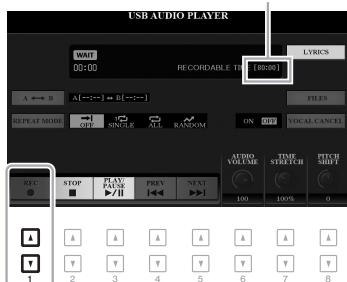 USB AUDIO PLAYER
WAIT
00:00
RECORDABLE TIME [80:00]
LYRICS
A ⟷ B
A[--:--] ↔ B[--:--]
FILES
REPEAT MODE
OFF
SINGLE
ALL
RANDOM
ON OFF
VOCAL CANCEL
AUDIO VOLUME
TIME STRETCH
PITCH SHIFT
REC
STOP
PLAY/PAUSE
PREV
NEXT
100
100%
0
1 2 3 4 5 6 7 8